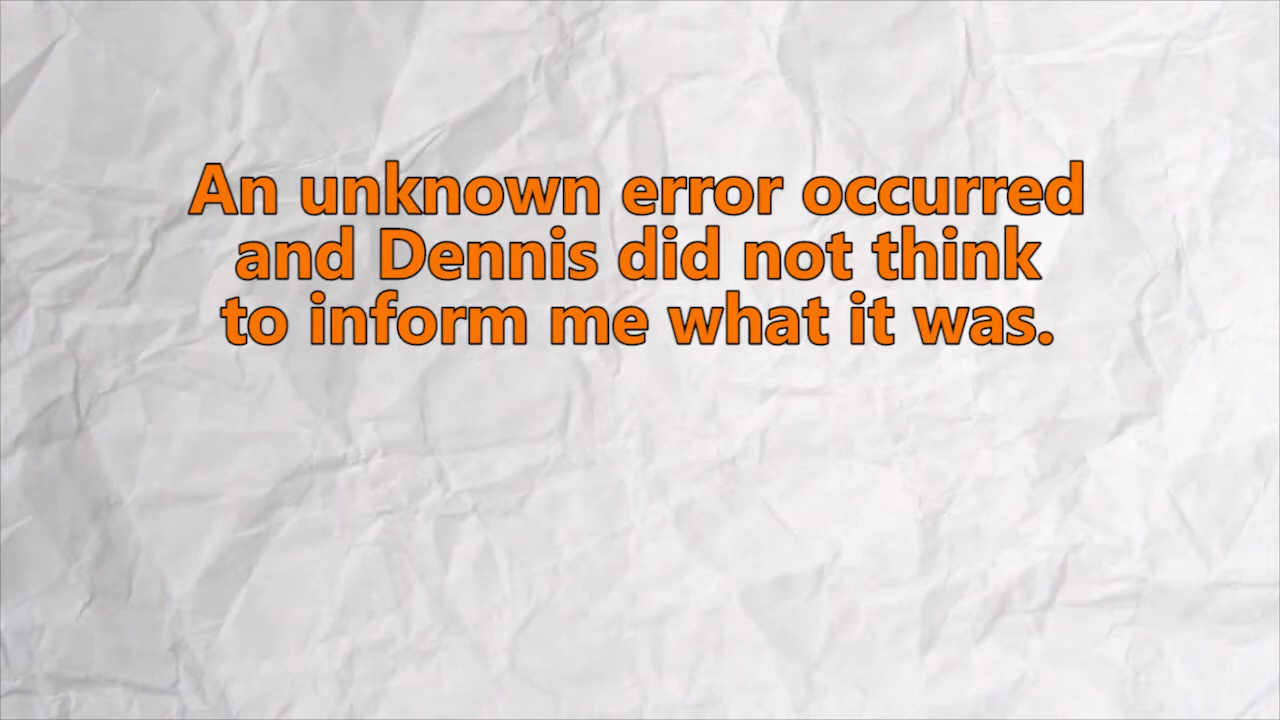 An unknown error occurred
and Dennis did not think
to inform me what it was.